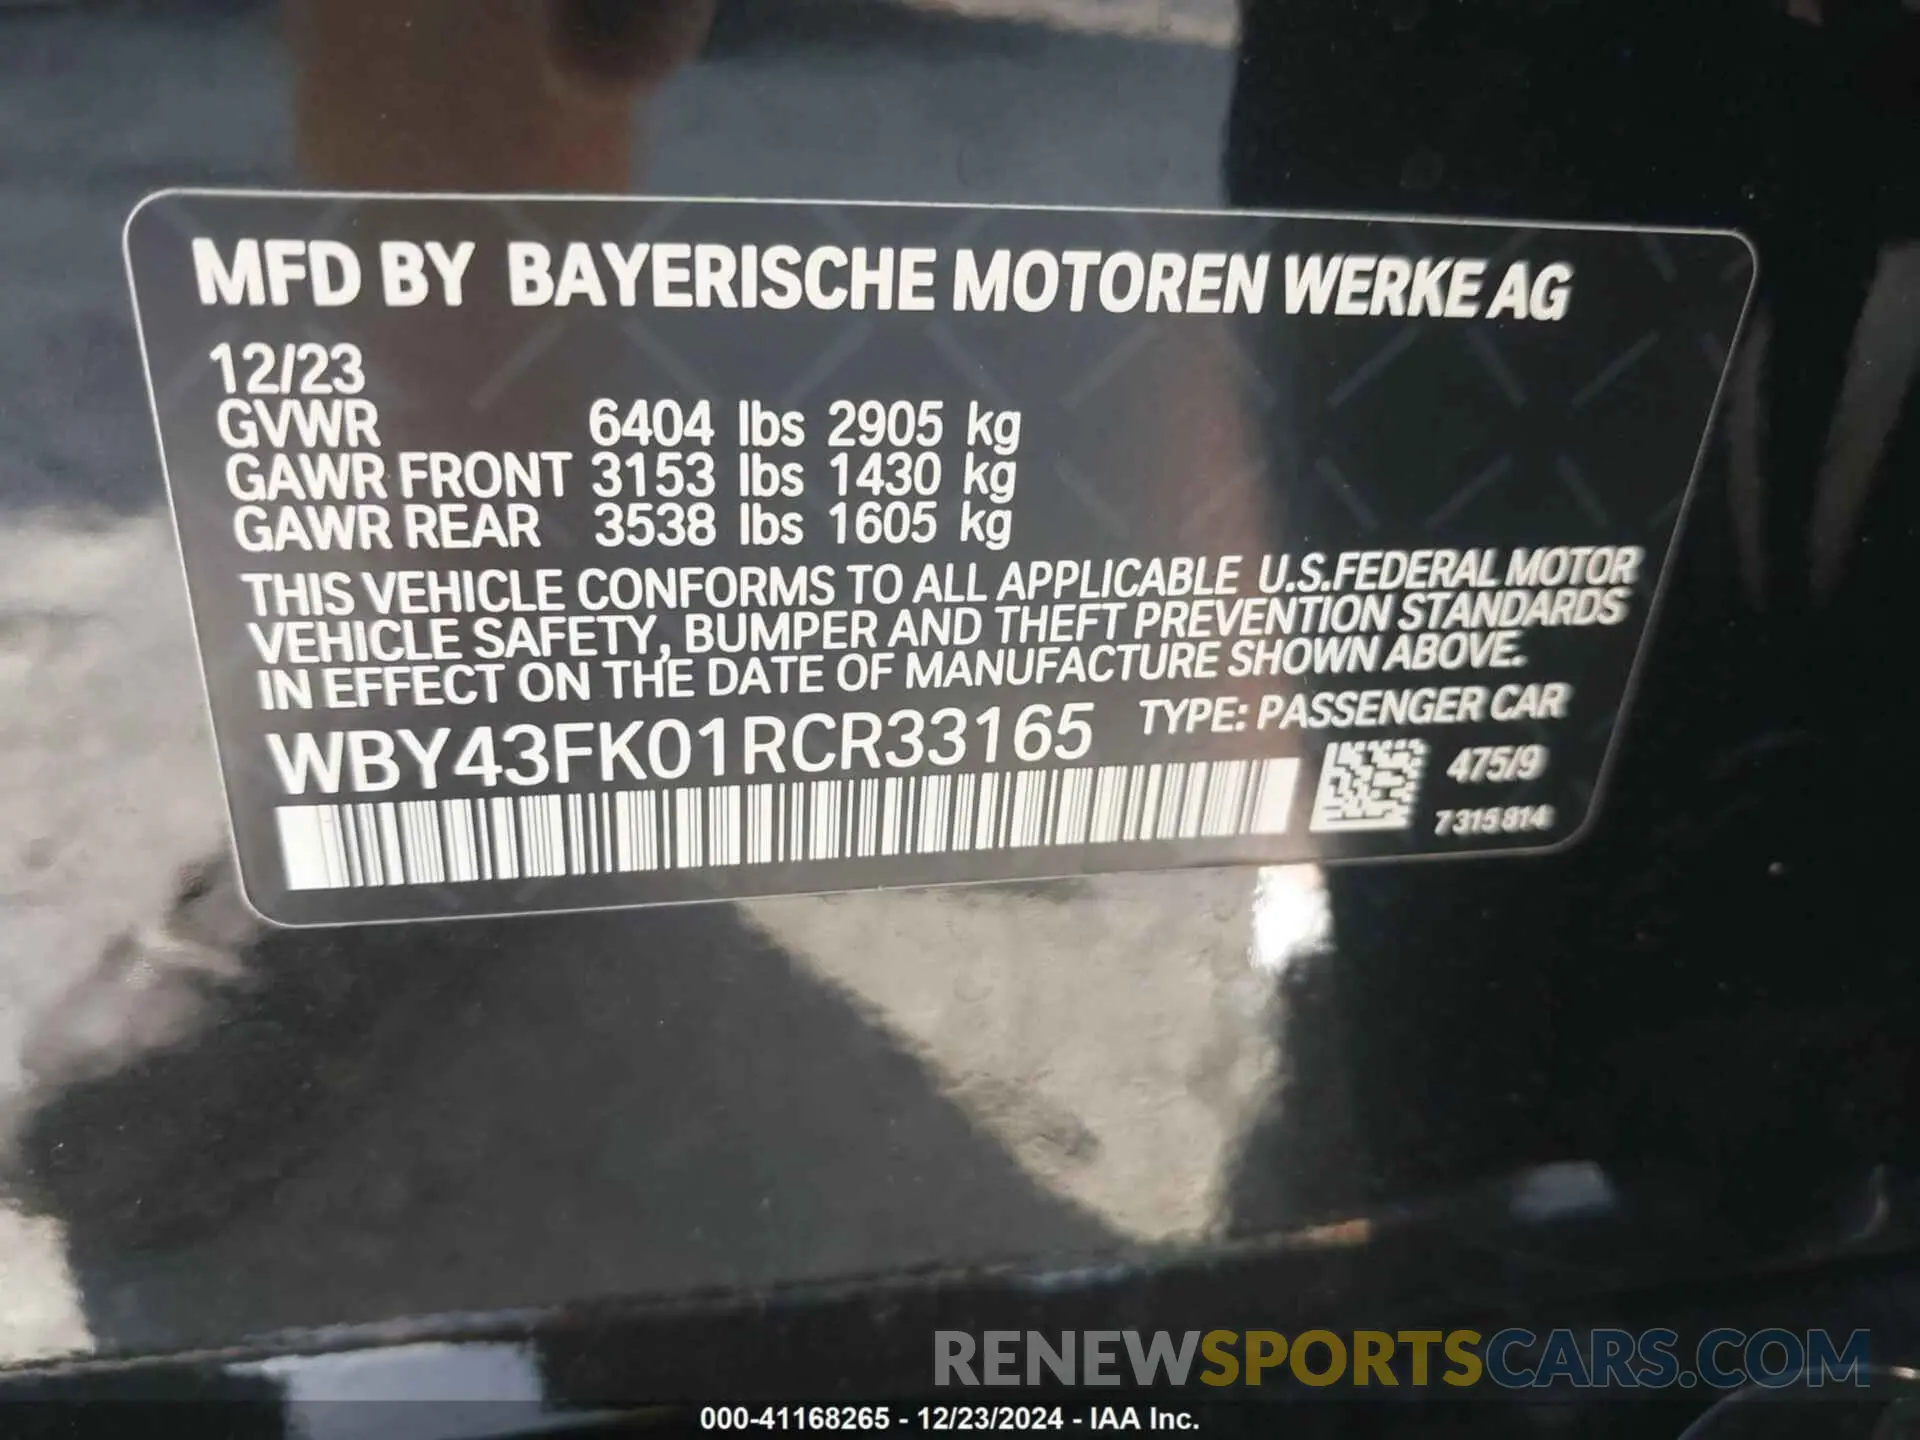 MFD BY BAYERISCHE MOTOREN WERKE AG
12/23
GVWR 6404 lbs 2905 kg
GAWR FRONT 3153 lbs 1430 kg
GAWR REAR 3538 lbs 1605 kg
THIS VEHICLE CONFORMS TO ALL APPLICABLE U.S.FEDERAL MOTOR
VEHICLE SAFETY, BUMPER AND THEFT PREVENTION STANDARDS
IN EFFECT ON THE DATE OF MANUFACTURE SHOWN ABOVE.
WBY43FK01RCR33165 TYPE: PASSENGER CAR
475/9
7315814
RENEWSPORTSCARS.COM
000-41168265 - 12/23/2024 - IAA Inc.